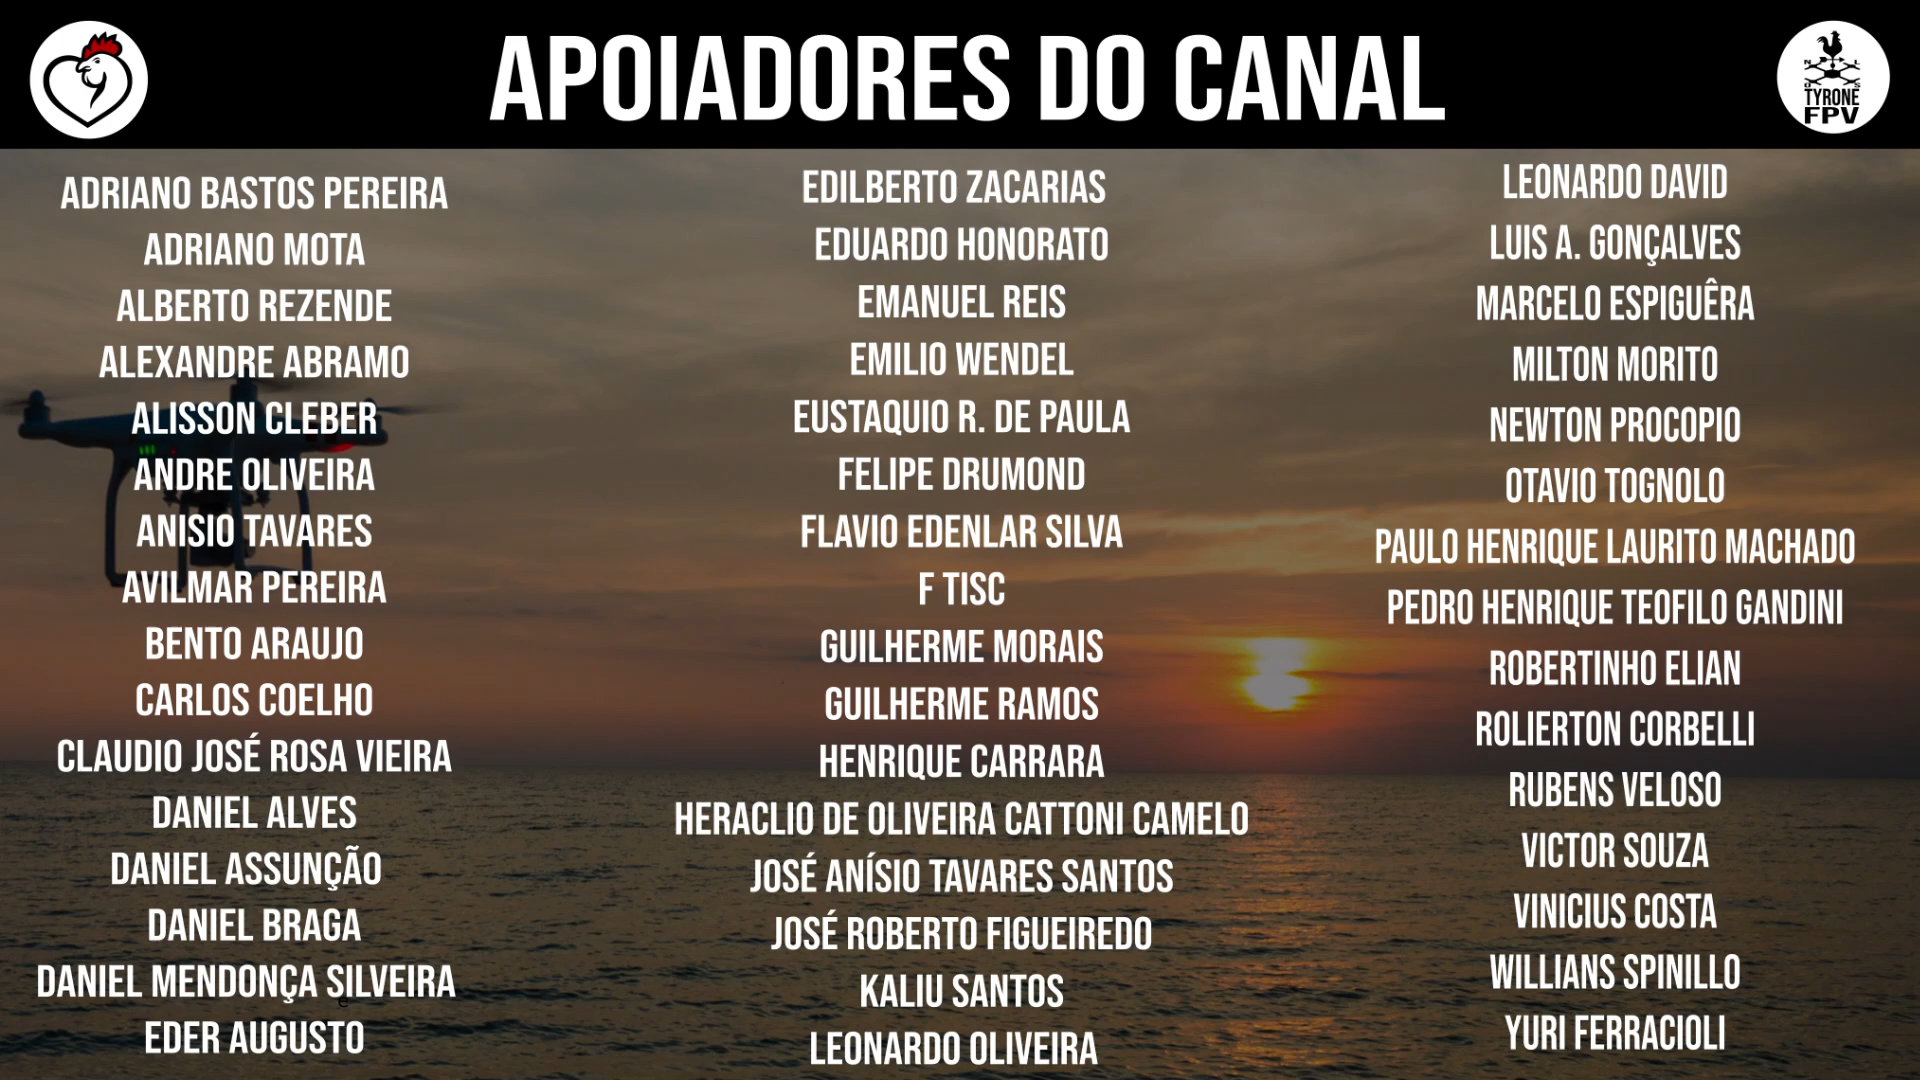 APOIADORES DO CANAL
N L
O S
TYRONE
FPV
ADRIANO BASTOS PEREIRA
ADRIANO MOTA
ALBERTO REZENDE
ALEXANDRE ABRAMO
ALISSON CLEBER
ANDRE OLIVEIRA
ANISIO TAVARES
AVILMAR PEREIRA
BENTO ARAUJO
CARLOS COELHO
CLAUDIO JOSÉ ROSA VIEIRA
DANIEL ALVES
DANIEL ASSUNÇÃO
DANIEL BRAGA
DANIEL MENDONÇA SILVEIRA
e
EDER AUGUSTO
EDILBERTO ZACARIAS
EDUARDO HONORATO
EMANUEL REIS
EMILIO WENDEL
EUSTAQUIO R. DE PAULA
FELIPE DRUMOND
FLAVIO EDENLAR SILVA
F TISC
GUILHERME MORAIS
GUILHERME RAMOS
HENRIQUE CARRARA
HERACLIO DE OLIVEIRA CATTONI CAMELO
JOSÉ ANÍSIO TAVARES SANTOS
JOSÉ ROBERTO FIGUEIREDO
KALIU SANTOS
LEONARDO OLIVEIRA
LEONARDO DAVID
LUIS A. GONÇALVES
MARCELO ESPIGUÊRA
MILTON MORITO
NEWTON PROCOPIO
OTAVIO TOGNOLO
PAULO HENRIQUE LAURITO MACHADO
PEDRO HENRIQUE TEOFILO GANDINI
ROBERTINHO ELIAN
ROLIERTON CORBELLI
RUBENS VELOSO
VICTOR SOUZA
VINICIUS COSTA
WILLIANS SPINILLO
YURI FERRACIOLI